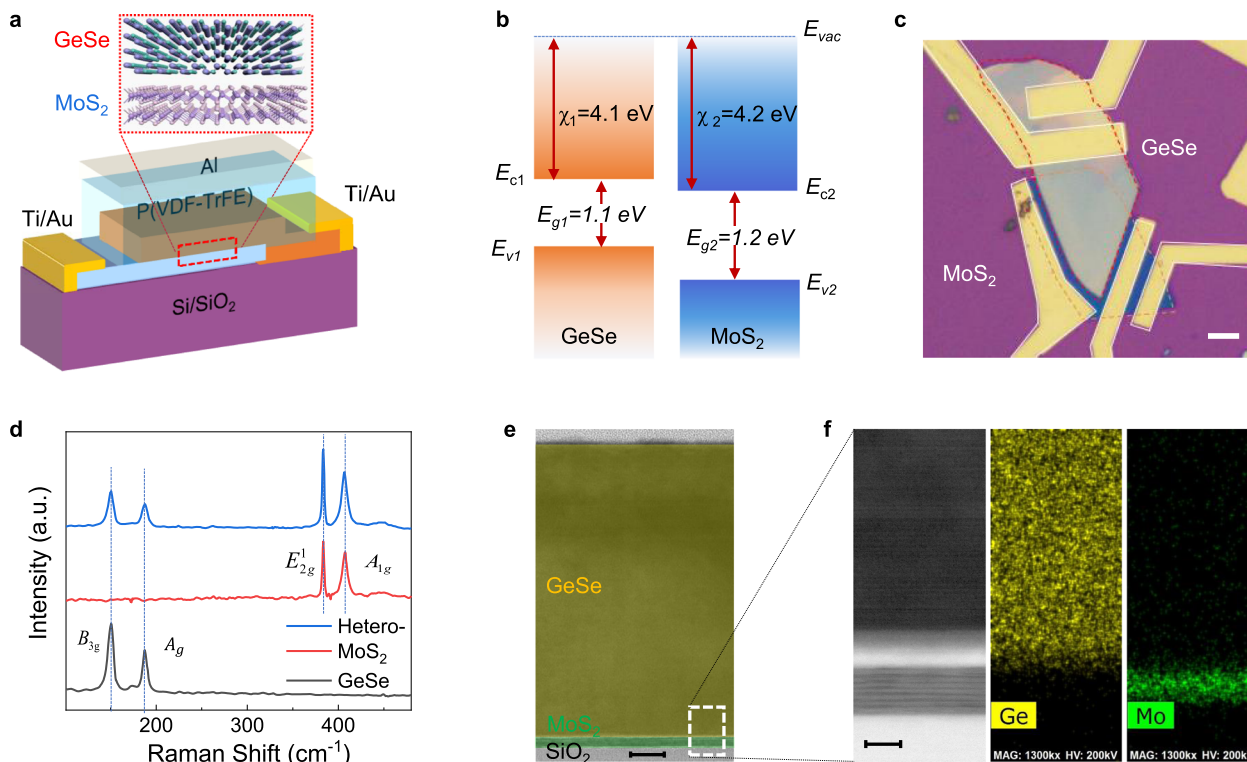 a
GeSe
MoS₂
Al
P(VDF-TrFE)
Ti/Au
Ti/Au
Si/SiO₂
b
Evac
χ₁=4.1 eV
χ ₂=4.2 eV
Ec1
Ec2
Eg1=1.1 eV
Eg2=1.2 eV
Ev1
Ev2
GeSe
MoS₂
c
GeSe
MoS₂
d
Intensity (a.u.)
E¹2g
A1g
B3g
Ag
Hetero-
MoS₂
GeSe
200
300
400
Raman Shift (cm⁻¹)
e
GeSe
MoS₂
SiO₂
f
Ge
Mo
MAG: 1300kx HV: 200kV
MAG: 1300kx HV: 200k